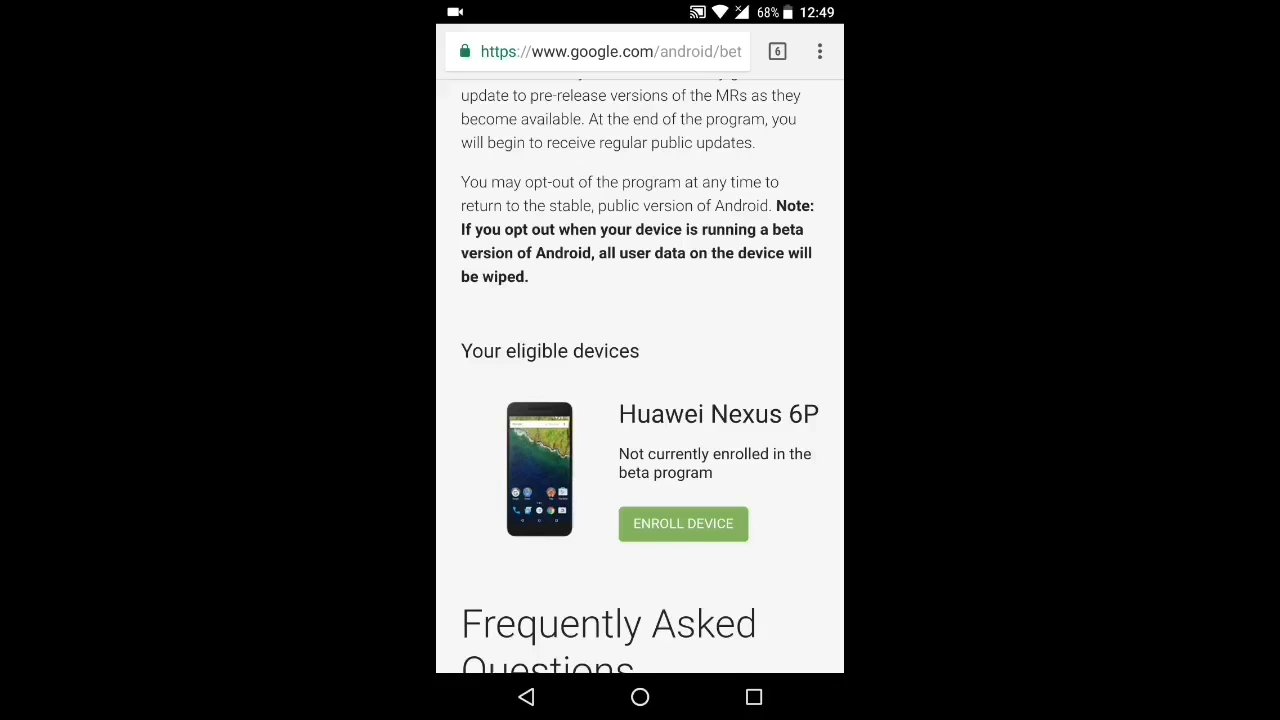 68% 12:49
https://www.google.com/android/bet
6
update to pre-release versions of the MRs as they
become available. At the end of the program, you
will begin to receive regular public updates.
You may opt-out of the program at any time to
return to the stable, public version of Android. Note:
If you opt out when your device is running a beta
version of Android, all user data on the device will
be wiped.
Your eligible devices
Huawei Nexus 6P
Not currently enrolled in the
beta program
ENROLL DEVICE
Frequently Asked
Questions